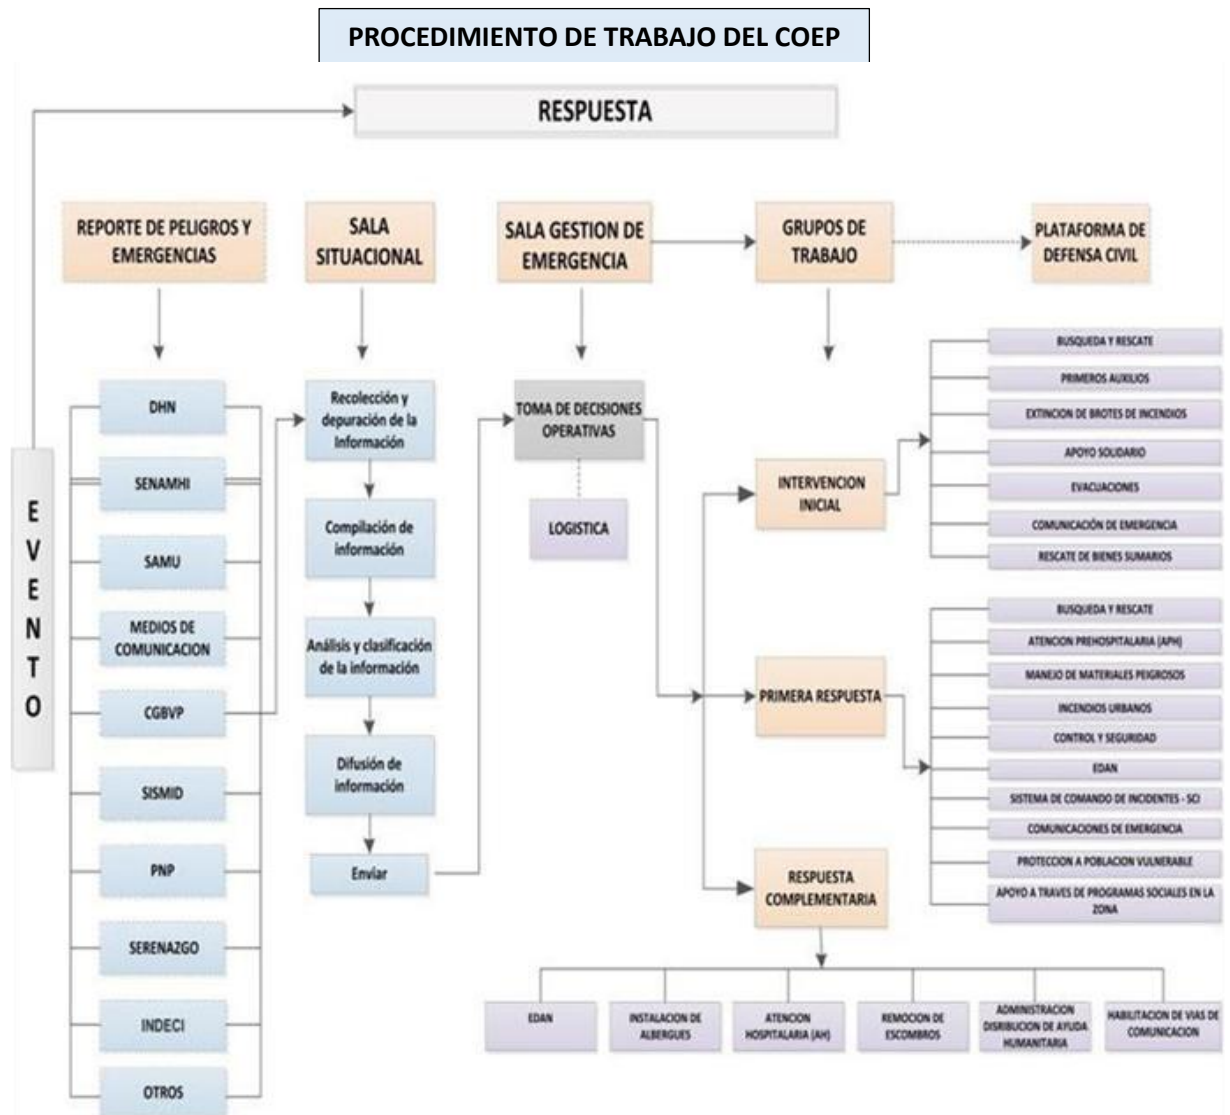 PROCEDIMIENTO DE TRABAJO DEL COEP
RESPUESTA
REPORTE DE PELIGROS Y
EMERGENCIAS
SALA
SITUACIONAL
SALA GESTION DE
EMERGENCIA
GRUPOS DE
TRABAJO
PLATAFORMA DE
DEFENSA CIVIL
E
V
E
N
T
O
DHN
SENAMHI
SAMU
MEDIOS DE
COMUNICACION
CGBVP
SISMID
PNP
SERENAZGO
INDECI
OTROS
Recolección y
depuración de la
Información
Compilación de
información
Análisis y clasificación
de la información
Difusión de
información
Enviar
TOMA DE DECISIONES
OPERATIVAS
LOGISTICA
INTERVENCION
INICIAL
BUSQUEDA Y RESCATE
PRIMEROS AUXILIOS
EXTINCION DE BROTES DE INCENDIOS
APOYO SOLIDARIO
EVACUACIONES
COMUNICACIÓN DE EMERGENCIA
RESCATE DE BIENES SUMARIOS
PRIMERA RESPUESTA
BUSQUEDA Y RESCATE
ATENCION PREHOSPITALARIA (APH)
MANEJO DE MATERIALES PEIGROSOS
INCENDIOS URBANOS
CONTROL Y SEGURIDAD
EDAN
SISTEMA DE COMANDO DE INCIDENTES - SCI
COMUNICACIONES DE EMERGENCIA
PROTECCION A POBLACION VULNERABLE
APOYO A TRAVES DE PROGRAMAS SOCIALES EN LA
ZONA
RESPUESTA
COMPLEMENTARIA
EDAN
INSTALACION DE
ALBERGUES
ATENCION
HOSPITALARIA (AH)
REMOCION DE
ESCOMBROS
ADMINISTRACION
DISRIBUCION DE AYUDA
HUMANITARIA
HABILITACION DE VIAS DE
COMUNICACION